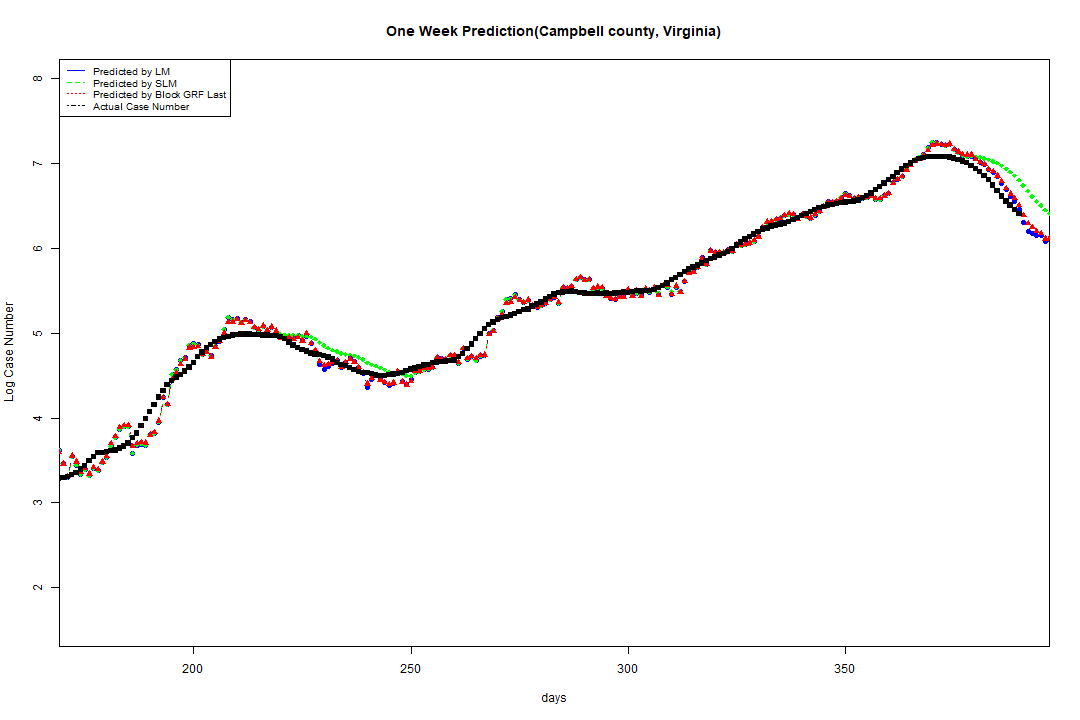 One Week Prediction(Campbell county, Virginia)
Predicted by LM
Predicted by SLM
Predicted by Block GRF Last
Actual Case Number
8
7
6
5
4
3
2
Log Case Number
200 250 300 350
days